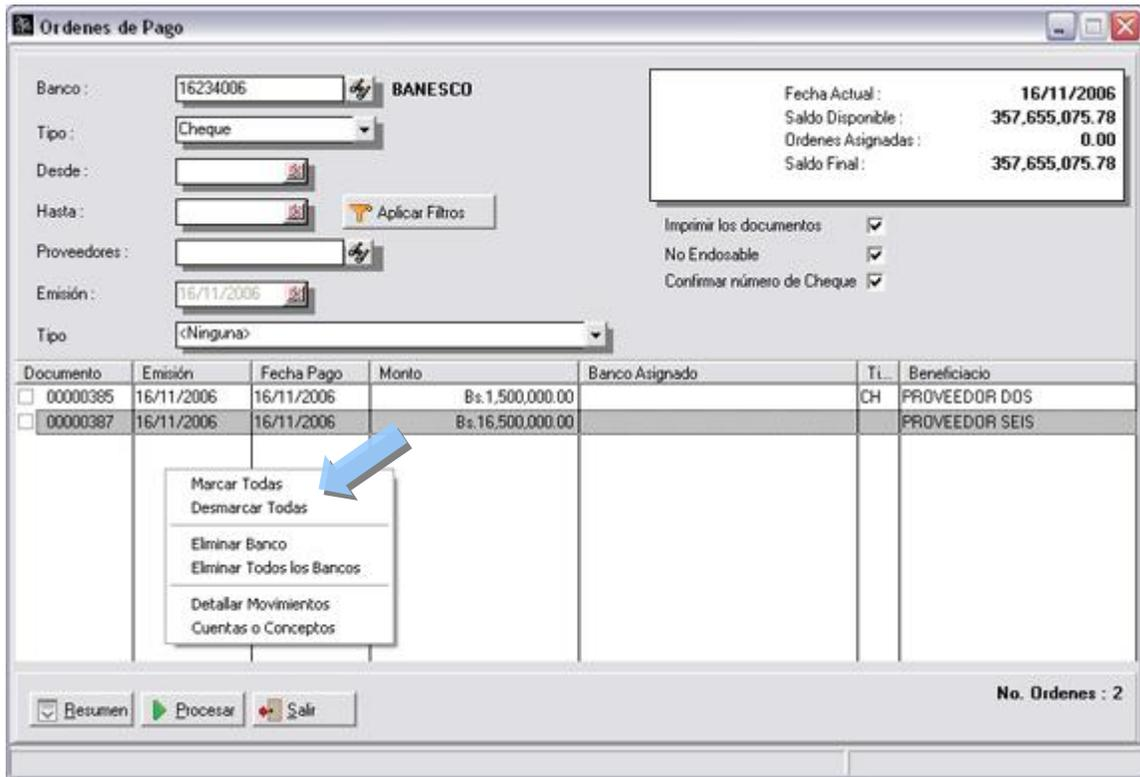 Ordenes de Pago
Banco : 16234006 BANESCO
Tipo : Cheque
Desde :
Hasta : Aplicar Filtros
Proveedores :
Emisión : 16/11/2006
Tipo <Ninguna>
Fecha Actual : 16/11/2006
Saldo Disponible : 357,655,075.78
Ordenes Asignadas : 0.00
Saldo Final : 357,655,075.78
Imprimir los documentos
No Endosable
Confirmar número de Cheque
Documento Emisión Fecha Pago Monto Banco Asignado Ti... Beneficiacio
00000385 16/11/2006 16/11/2006 Bs.1,500,000.00 CH PROVEEDOR DOS
00000387 16/11/2006 16/11/2006 Bs.16,500,000.00 PROVEEDOR SEIS
Marcar Todas
Desmarcar Todas
Eliminar Banco
Eliminar Todos los Bancos
Detallar Movimientos
Cuentas o Conceptos
Resumen Procesar Salir
No. Ordenes : 2